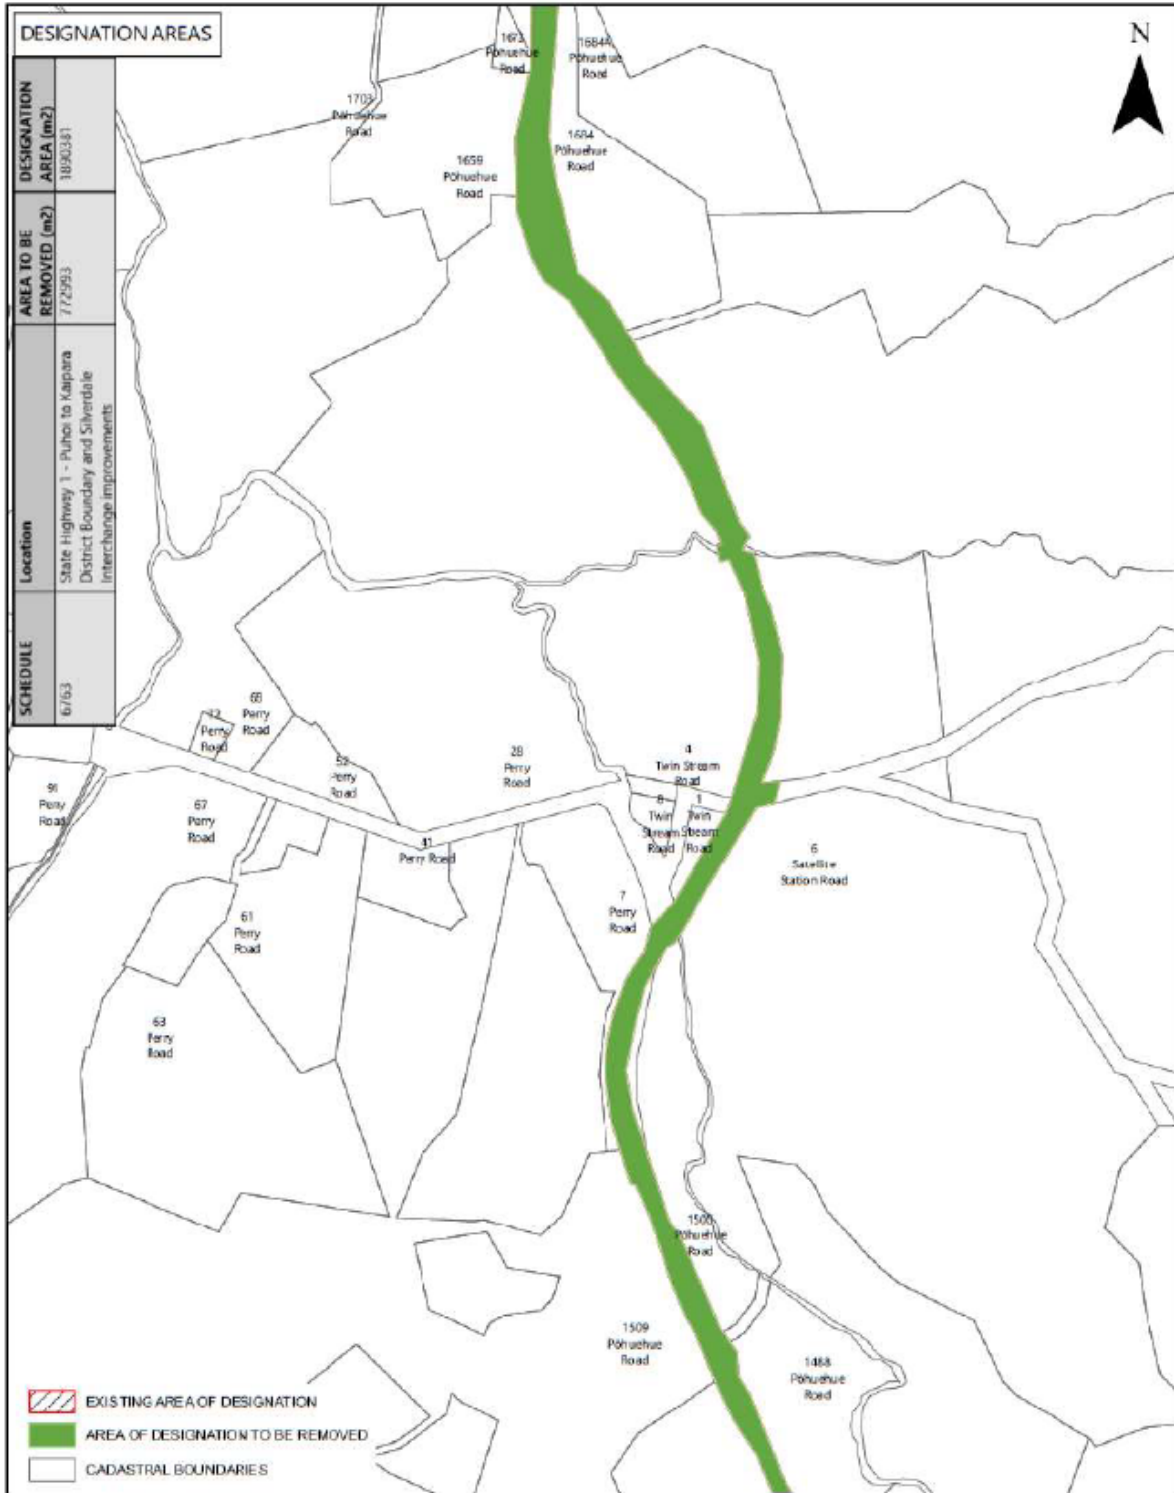 DESIGNATION AREAS
SCHEDULE
Location
AREA TO BE
REMOVED (m2)
DESIGNATION
AREA (m2)
6763
State Highway 1 - Puhoi to Kaipara
District Boundary and Silverdale
Interchange improvements
772993
1890381
N
1673
Pōhuehue
Road
1684A
Pōhuehue
Road
1703
Pōhuehue
Road
1684
Pōhuehue
Road
1659
Pōhuehue
Road
69
Perry
Road
Perry
Road
52
Perry
Road
28
Perry
Road
4
Twin Stream
Road
91
Perry
Road
67
Perry
Road
8
Twin
Stream
Road
1
Twin
Stream
Road
41
Perry Road
6
Satellite
Station Road
7
Perry
Road
61
Perry
Road
63
Perry
Road
1500
Pōhuehue
Road
1509
Pōhuehue
Road
1488
Pōhuehue
Road
EXISTING AREA OF DESIGNATION
AREA OF DESIGNATION TO BE REMOVED
CADASTRAL BOUNDARIES